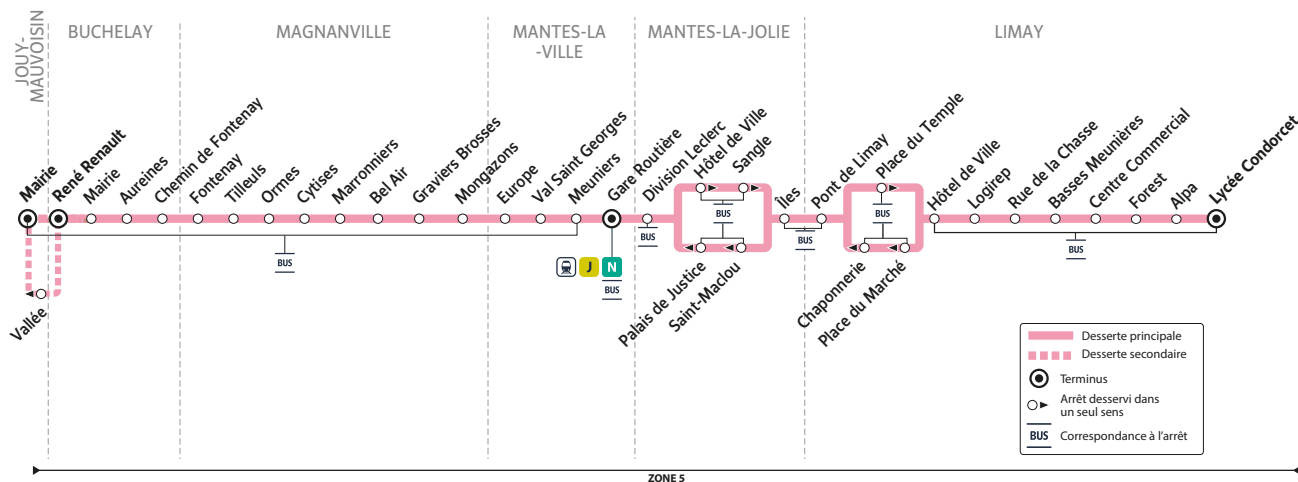 JOUY-
MAUVOISIN
BUCHELAY
MAGNANVILLE
MANTES-LA
-VILLE
MANTES-LA-JOLIE
LIMAY
Mairie
René Renault
Mairie
Aureines
Chemin de Fontenay
Fontenay
Tilleuls
Ormes
Cytises
Marronniers
Bel Air
Graviers Brosses
Mongazons
Europe
Val Saint Georges
Meuniers
Gare Routière
Division Leclerc
Hôtel de Ville
Sangle
Îles
Pont de Limay
Place du Temple
Hôtel de Ville
Logirep
Rue de la Chasse
Basses Meunières
Centre Commercial
Forest
Alpa
Lycée Condorcet
BUS
BUS
BUS
BUS
BUS
BUS
BUS
J
N
Vallée
Palais de Justice
Saint-Maclou
Chaponnerie
Place du Marché
Desserte principale
Desserte secondaire
Terminus
Arrêt desservi dans
un seul sens
BUS
Correspondance à l'arrêt
ZONE 5